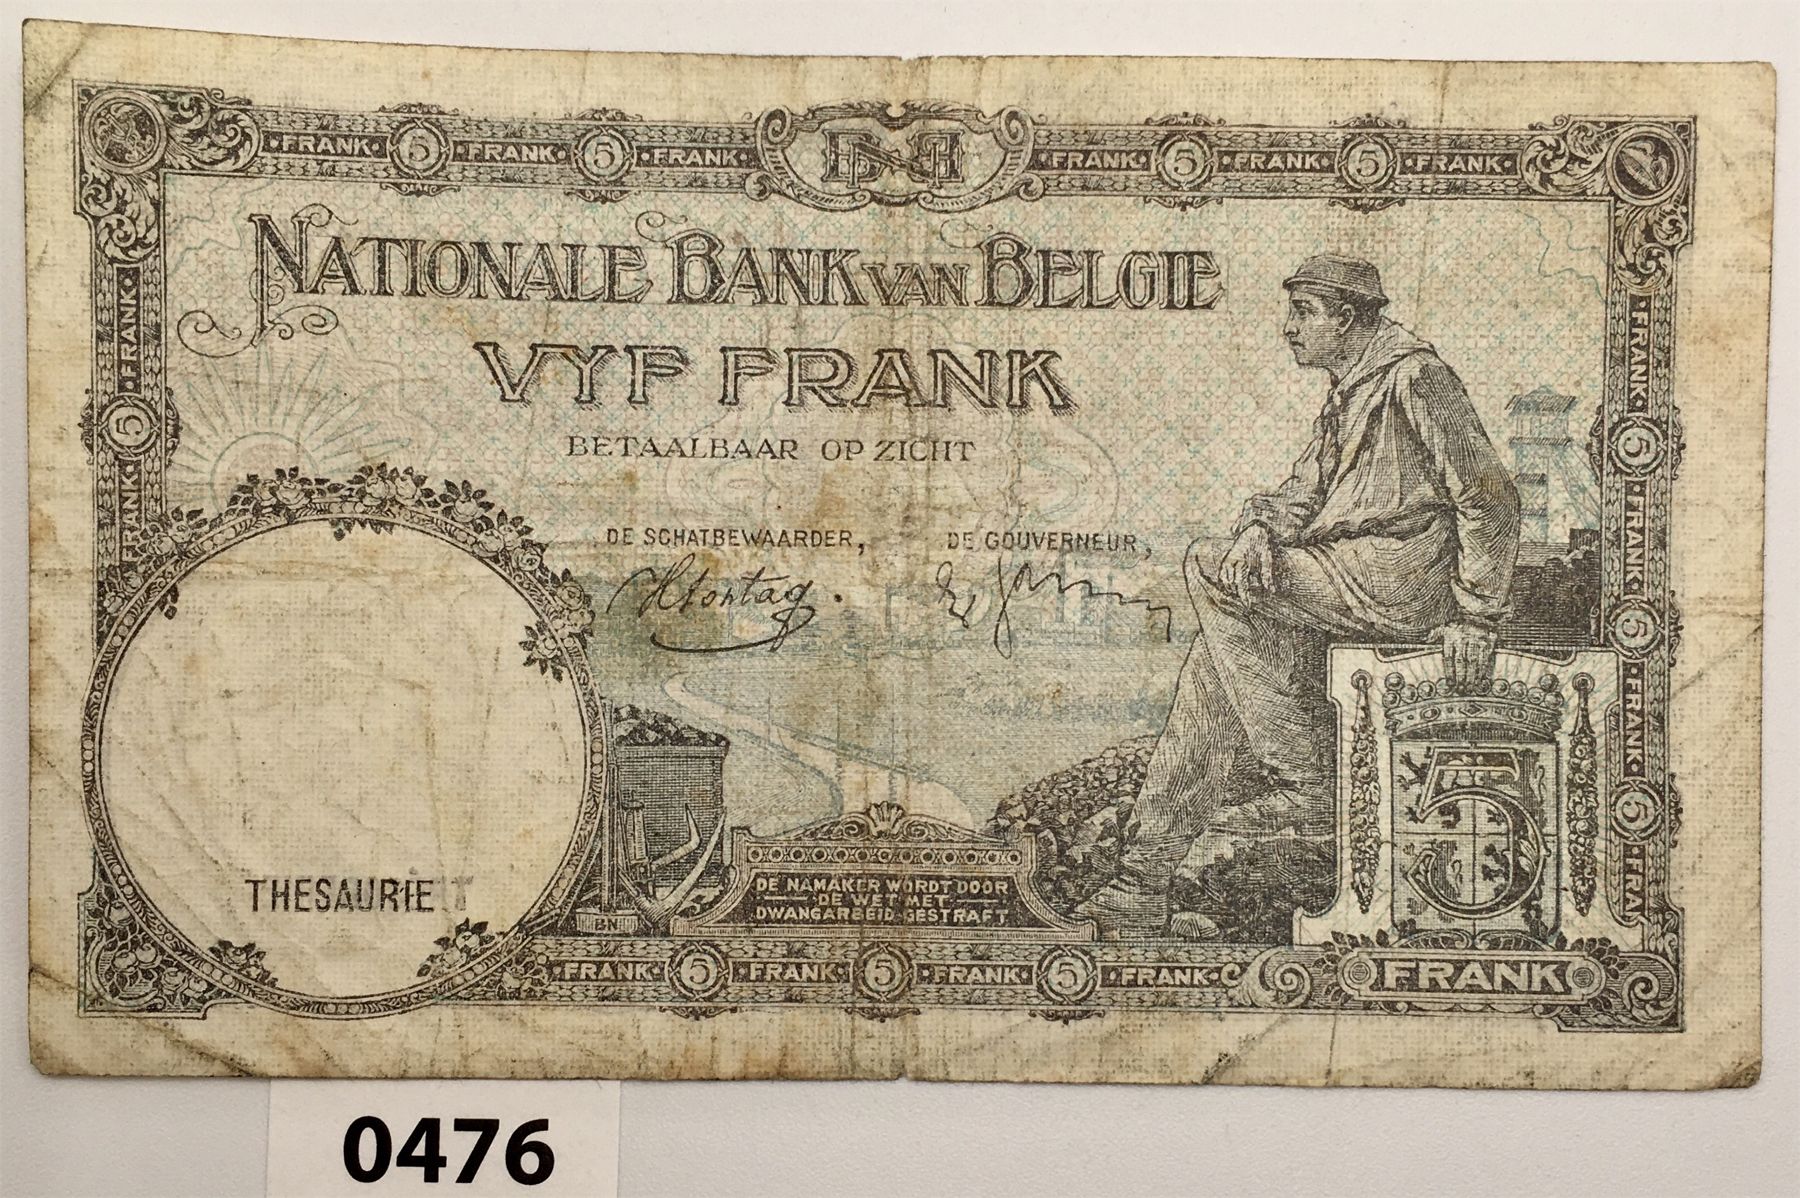 ·FRANK· 5 ·FRANK· 5 ·FRANK· BNB ·FRANK· 5 ·FRANK· 5 ·FRANK·
NATIONALE BANK VAN BELGIE
VYF FRANK
BETAALBAAR OP ZICHT
DE SCHATBEWAARDER, DE GOUVERNEUR,
·FRANK·
5
·FRANK·
·FRANK·
5
·FRANK·
5
·FRANK·
5
·FRA
THESAURIE
BN
DE NAMAKER WORDT DOOR
DE WET MET
DWANGARBEID GESTRAFT
5
·FRANK· 5 ·FRANK· 5 ·FRANK· 5 ·FRANK·
FRANK
0476